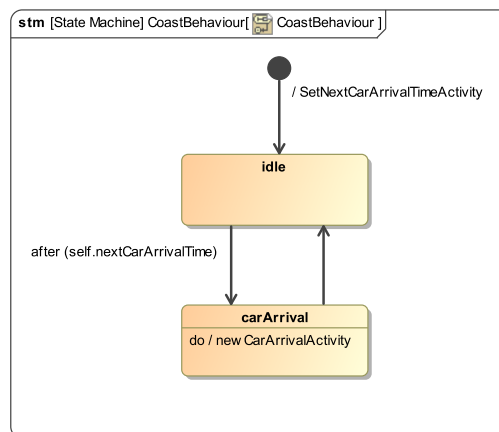 stm [State Machine] CoastBehaviour[ CoastBehaviour ]
/ SetNextCarArrivalTimeActivity
idle
after (self.nextCarArrivalTime)
carArrival
do / new CarArrivalActivity